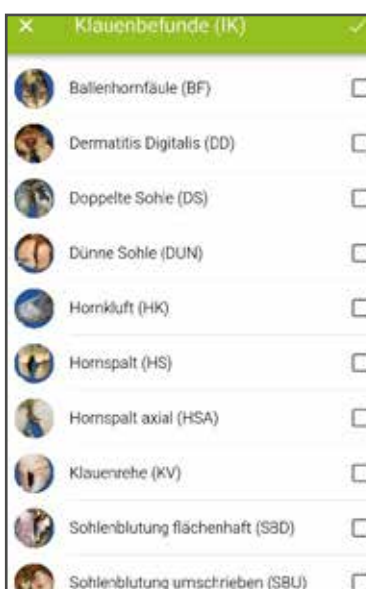 Klauenbefunde (IK)
Ballenhornfäule (BF)
Dermatitis Digitalis (DD)
Doppelte Sohle (DS)
Dünne Sohle (DUN)
Hornkluft (HK)
Hornspalt (HS)
Hornspalt axial (HSA)
Klauenrehe (KV)
Sohlenblutung flächenhaft (SBD)
Sohlenblutung umschrieben (SBU)